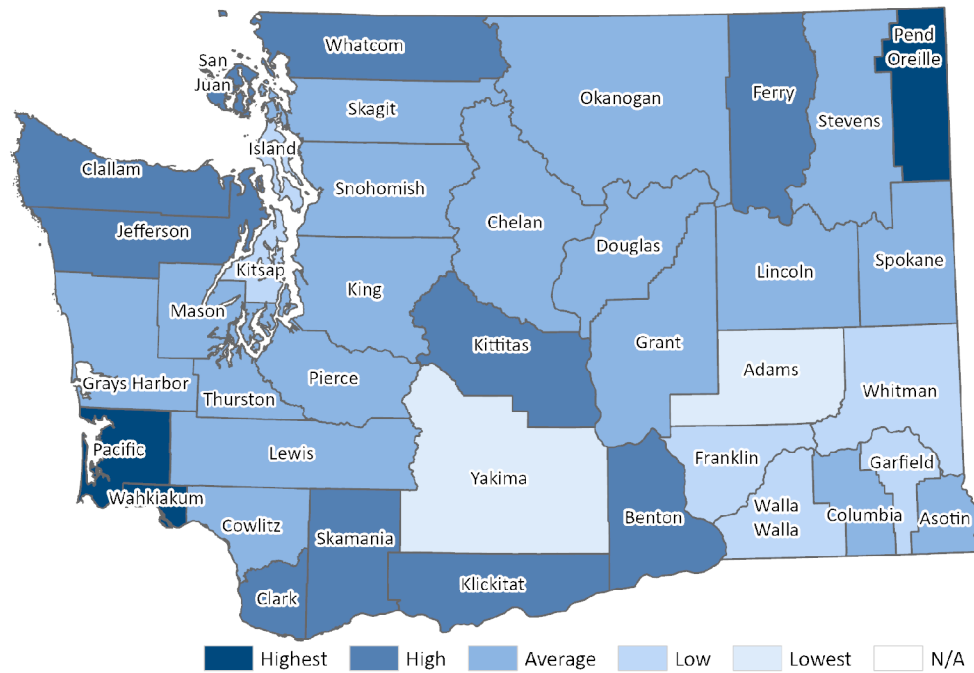 Whatcom
Pend
Oreille
San
Juan
Skagit
Okanogan
Ferry
Stevens
Island
Clallam
Snohomish
Chelan
Jefferson
Douglas
Kitsap
Spokane
Lincoln
King
Mason
Kittitas
Grant
Adams
Pierce
Grays Harbor
Thurston
Whitman
Pacific
Lewis
Franklin
Garfield
Yakima
Wahkiakum
Walla
Walla
Columbia
Asotin
Benton
Cowlitz
Skamania
Klickitat
Clark
Highest
High
Average
Low
Lowest
N/A